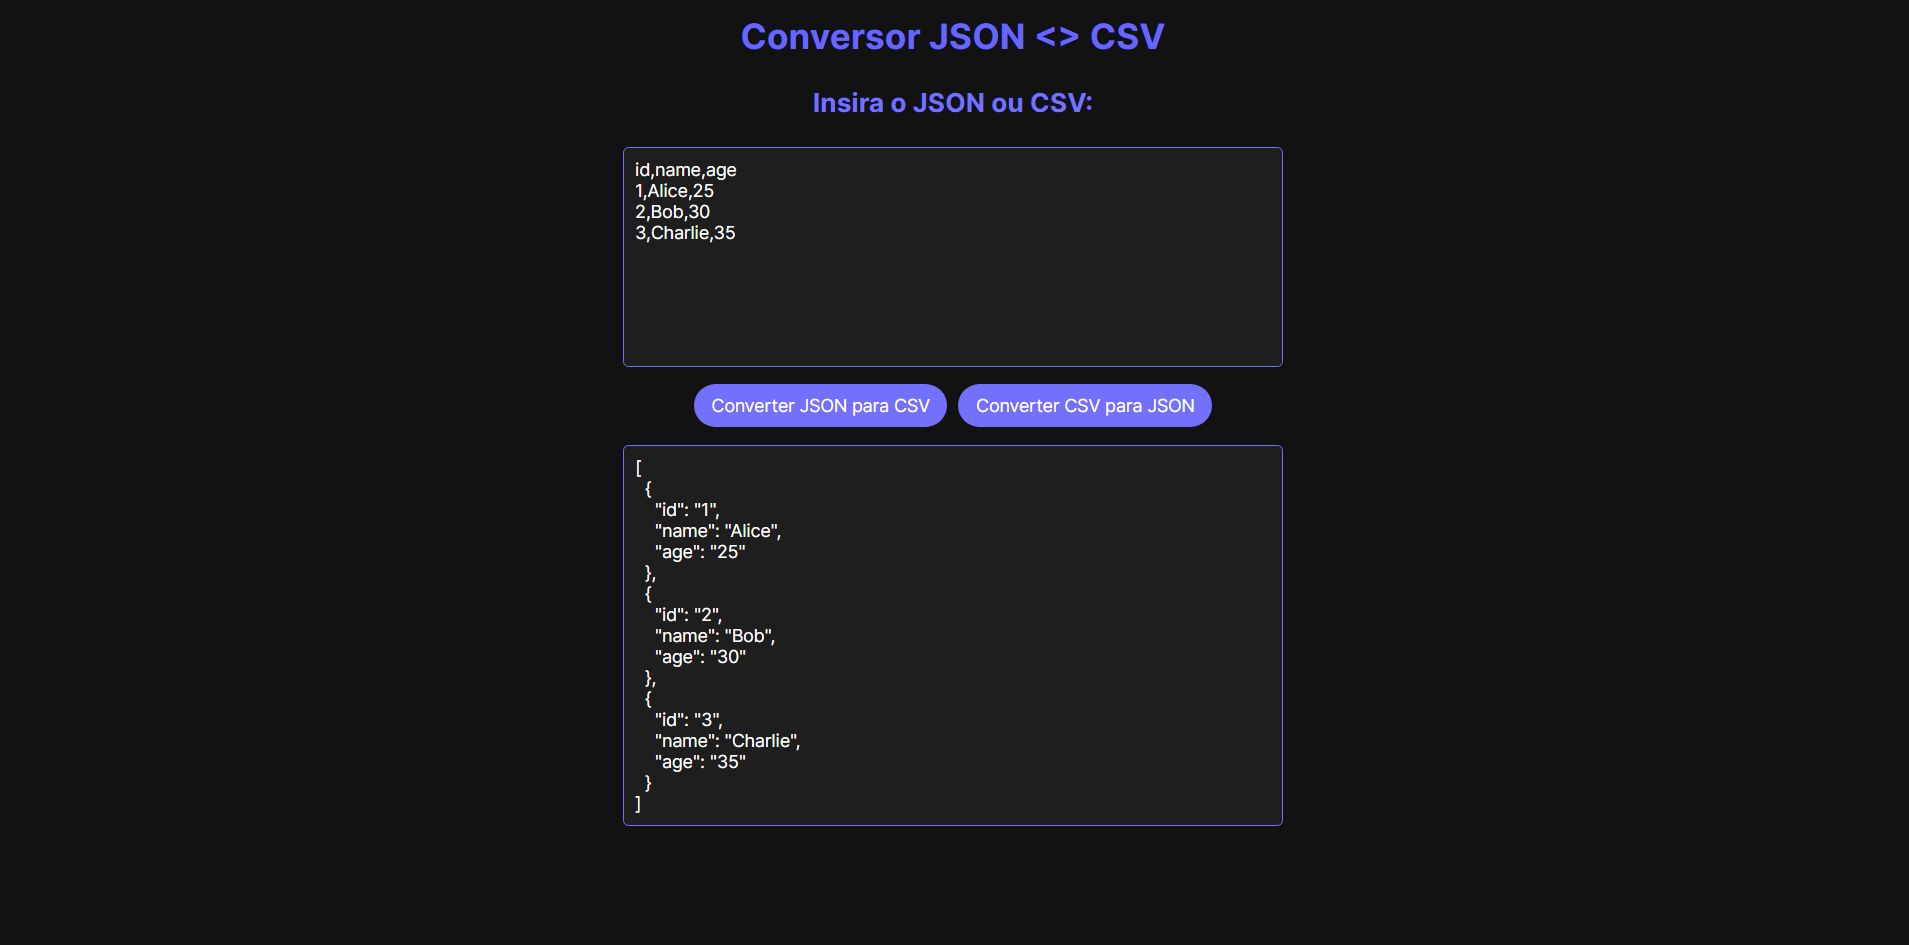 Conversor JSON <> CSV
Insira o JSON ou CSV:
id,name,age
1,Alice,25
2,Bob,30
3,Charlie,35
Converter JSON para CSV
Converter CSV para JSON
[
  {
    "id": "1",
    "name": "Alice",
    "age": "25"
  },
  {
    "id": "2",
    "name": "Bob",
    "age": "30"
  },
  {
    "id": "3",
    "name": "Charlie",
    "age": "35"
  }
]